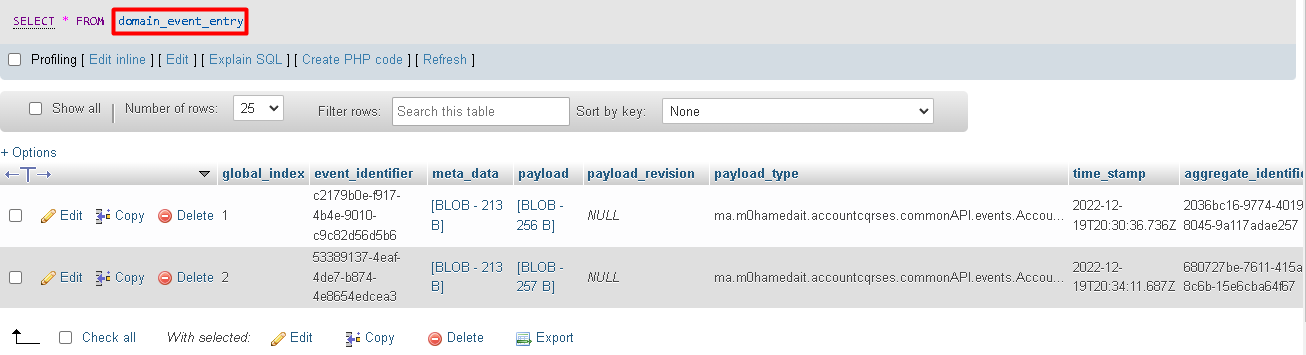 SELECT * FROM domain_event_entry
Profiling [ Edit inline ] [ Edit ] [ Explain SQL ] [ Create PHP code ] [ Refresh ]
Show all | Number of rows: 25 Filter rows: Search this table Sort by key: None
+ Options
←T→ global_index event_identifier meta_data payload payload_revision payload_type time_stamp aggregate_identifie
c2179b0e-f917-
Edit Copy Delete 1 4b4e-9010- [BLOB - 213 [BLOB - NULL ma.m0hamedait.accountcqrses.commonAPI.events.Accou... 2022-12- 2036bc16-9774-4019
c9c82d56d5b6 B] 256 B] 19T20:30:36.736Z 8045-9a117adae257
53389137-4eaf-
Edit Copy Delete 2 4de7-b874- [BLOB - 213 [BLOB - NULL ma.m0hamedait.accountcqrses.commonAPI.events.Accou... 2022-12- 680727be-7611-415a
4e8654edcea3 B] 257 B] 19T20:34:11.687Z 8c6b-15e6cba64f67
Check all With selected: Edit Copy Delete Export